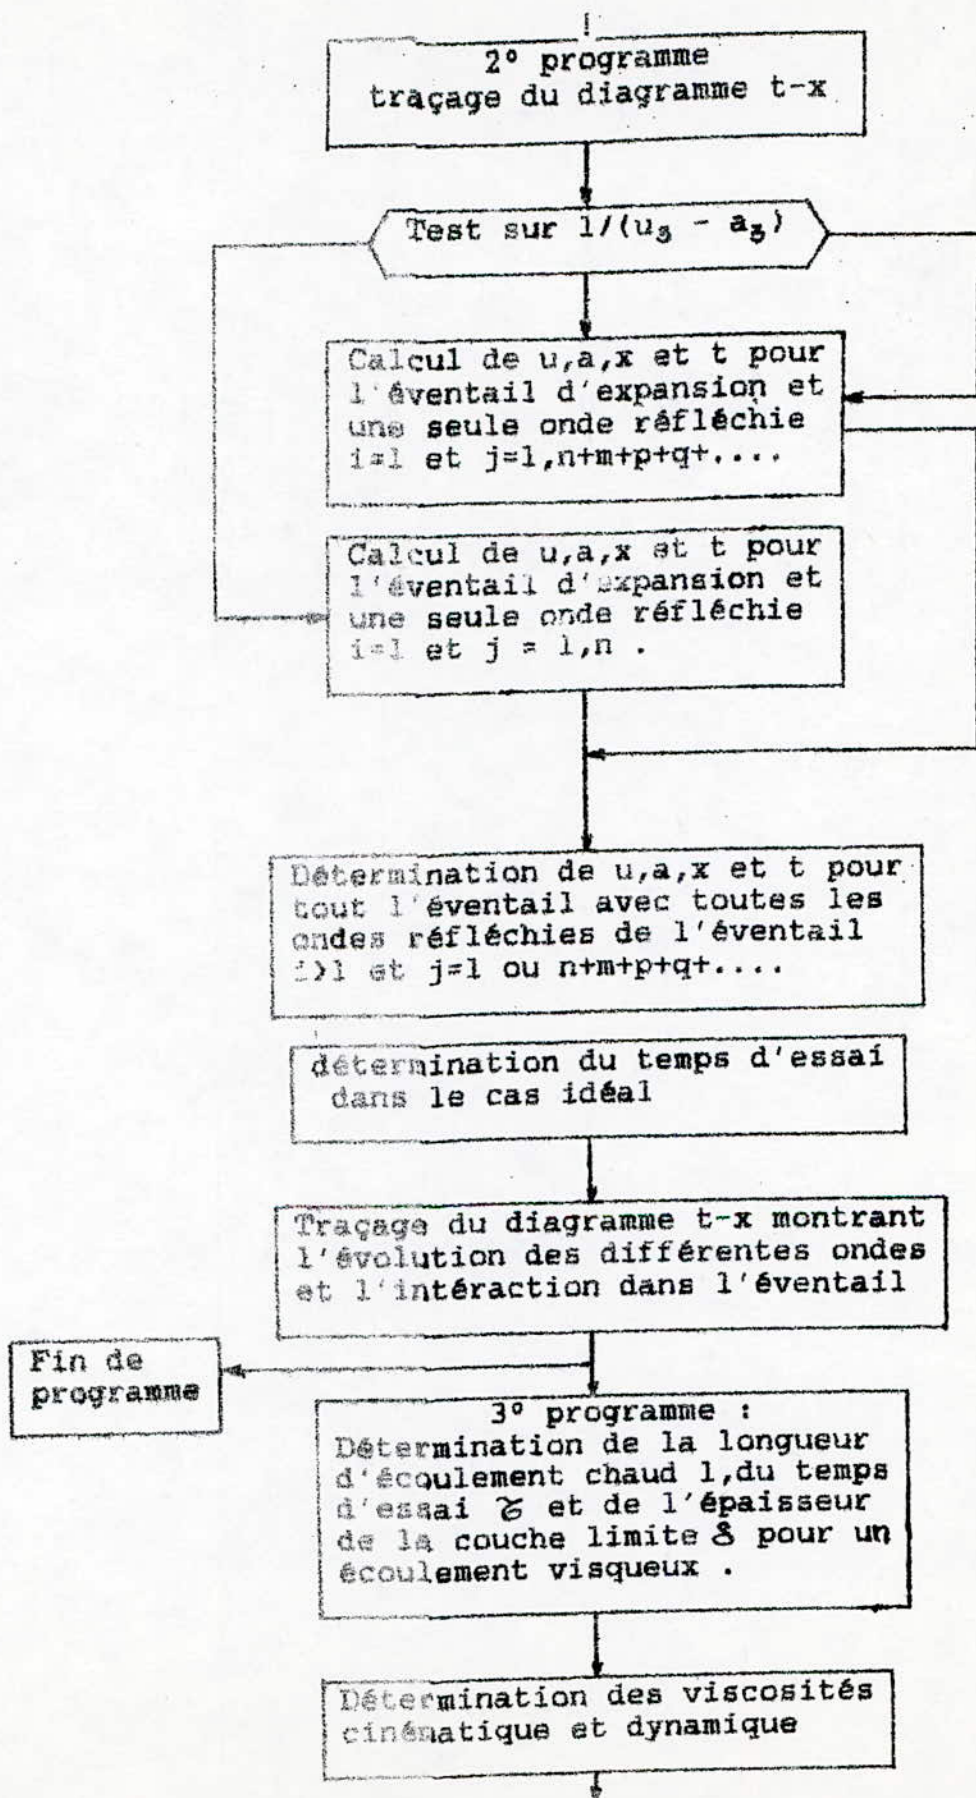 2° programme
traçage du diagramme t-x
Test sur 1/(u₃ - a₃)
Calcul de u,a,x et t pour
l'éventail d'expansion et
une seule onde réfléchie
i=1 et j=1,n+m+p+q+....
Calcul de u,a,x et t pour
l'éventail d'expansion et
une seule onde réfléchie
i=1 et j = 1,n .
Détermination de u,a,x et t pour
tout l'éventail avec toutes les
ondes réfléchies de l'éventail
i>1 et j=1 ou n+m+p+q+....
détermination du temps d'essai
dans le cas idéal
Traçage du diagramme t-x montrant
l'évolution des différentes ondes
et l'intéraction dans l'éventail
Fin de
programme
3° programme :
Détermination de la longueur
d'écoulement chaud l,du temps
d'essai ϐ et de l'épaisseur
de la couche limite δ pour un
écoulement visqueux .
Détermination des viscosités
cinématique et dynamique